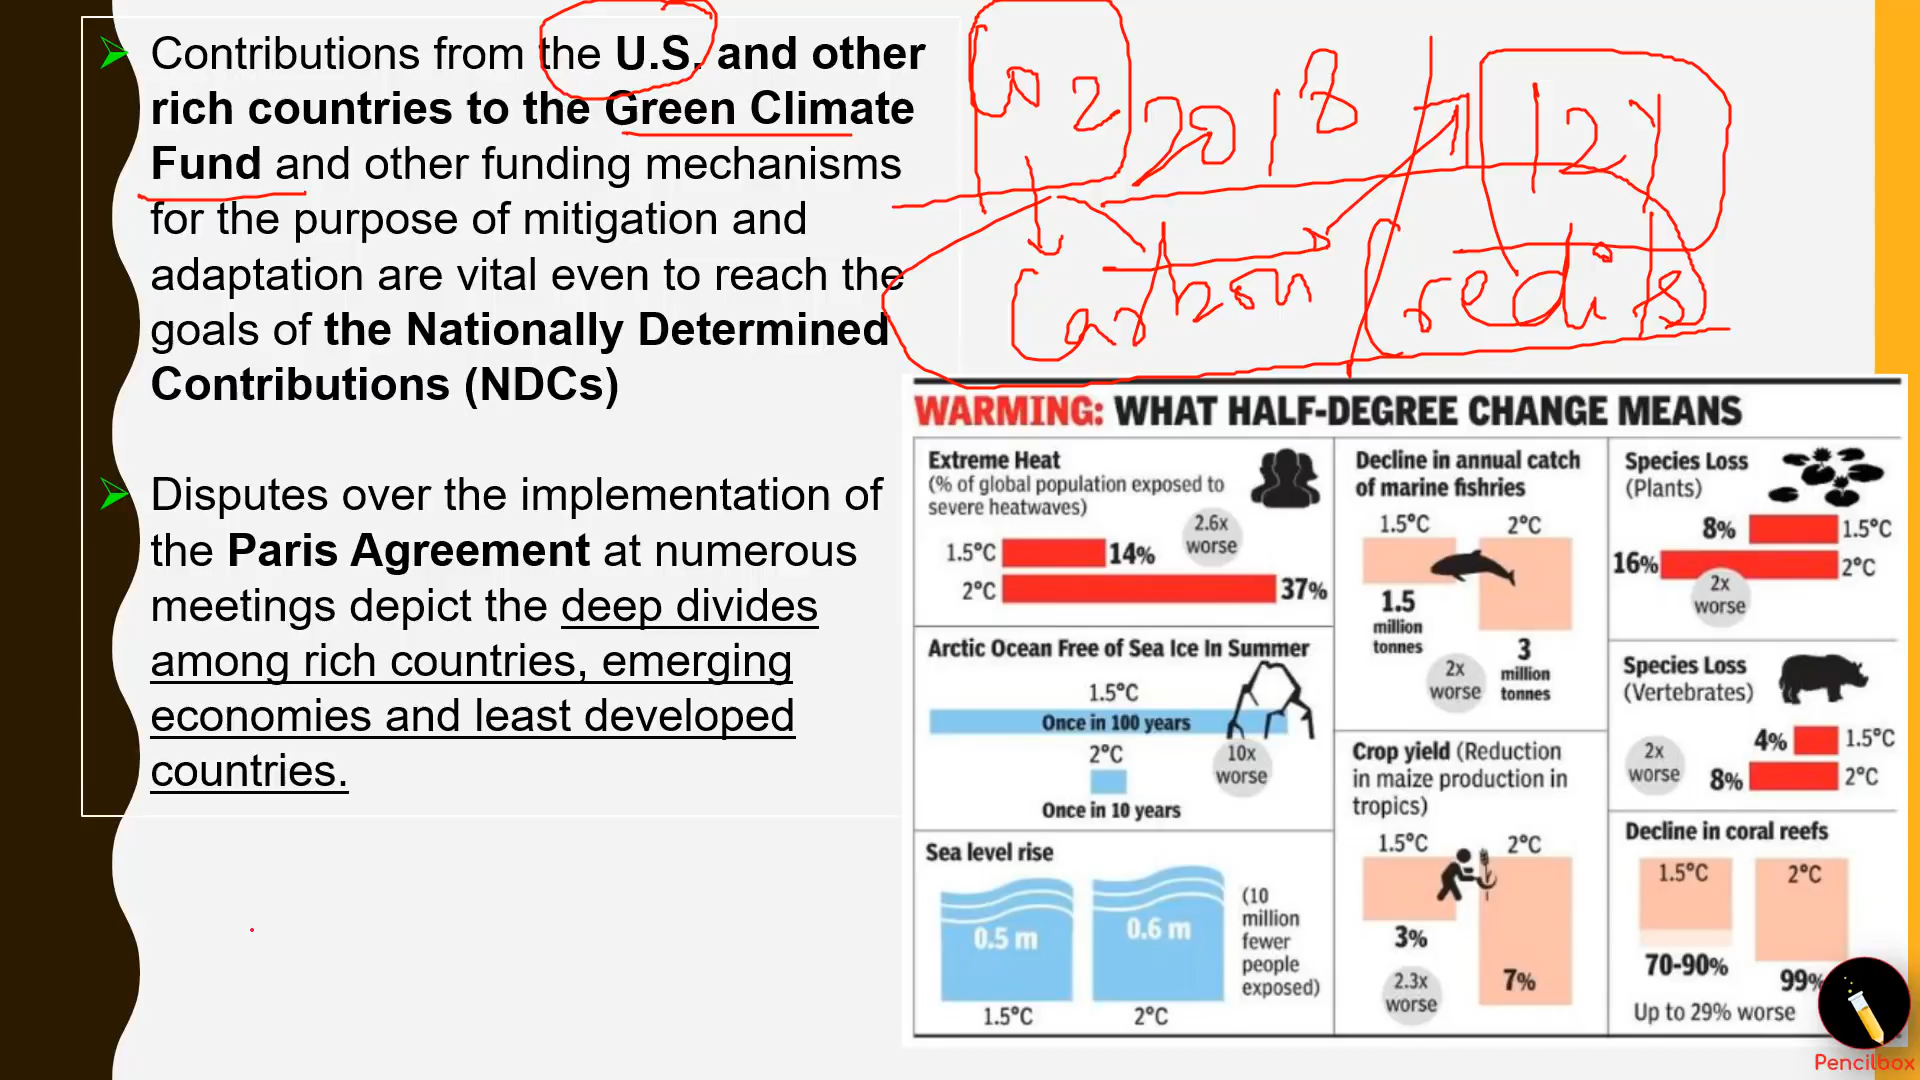 Contributions from the U.S. and other
rich countries to the Green Climate
Fund and other funding mechanisms
for the purpose of mitigation and
adaptation are vital even to reach the
goals of the Nationally Determined
Contributions (NDCs)
Disputes over the implementation of
the Paris Agreement at numerous
meetings depict the deep divides
among rich countries, emerging
economies and least developed
countries.
2018
12y
Carbon Credits
WARMING: WHAT HALF-DEGREE CHANGE MEANS
Extreme Heat
(% of global population exposed to
severe heatwaves)
2.6x
worse
1.5°C 14%
2°C 37%
Arctic Ocean Free of Sea Ice In Summer
1.5°C
Once in 100 years
2°C
10x
worse
Once in 10 years
Sea level rise
0.5 m
0.6 m
1.5°C
2°C
(10
million
fewer
people
exposed)
Decline in annual catch
of marine fishries
1.5°C 2°C
1.5
million
tonnes
3
million
tonnes
2x
worse
Crop yield (Reduction
in maize production in
tropics)
1.5°C 2°C
3%
7%
2.3x
worse
Species Loss
(Plants)
8% 1.5°C
16% 2°C
2x
worse
Species Loss
(Vertebrates)
4% 1.5°C
8% 2°C
2x
worse
Decline in coral reefs
1.5°C 2°C
70-90%
99%
Up to 29% worse
Pencilbox